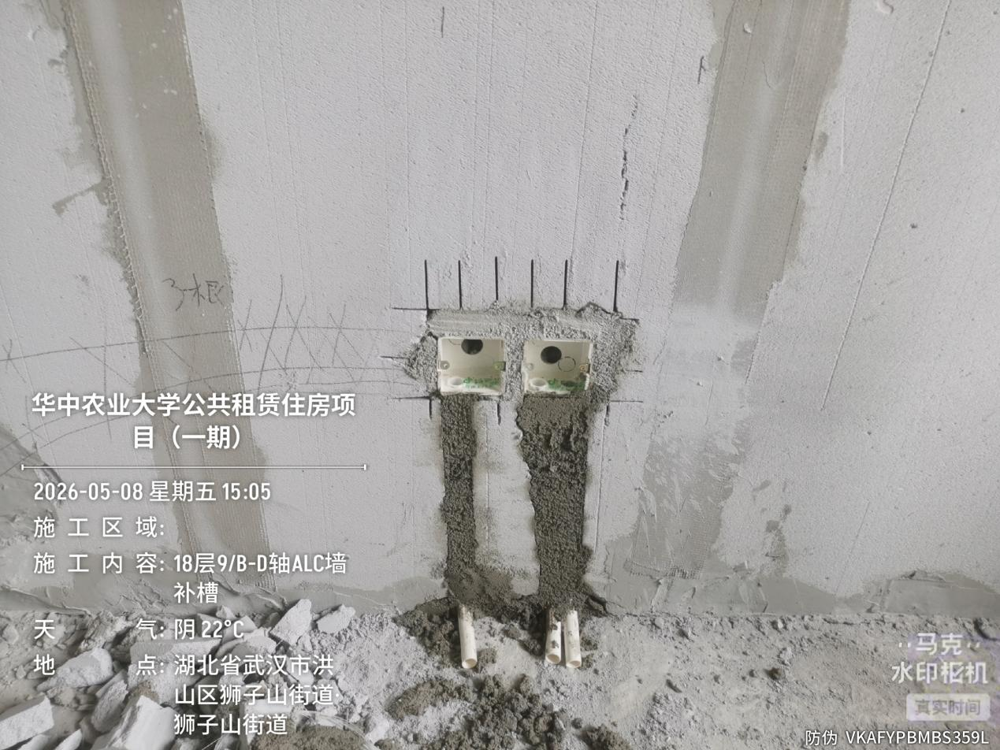 3根
华中农业大学公共租赁住房项
目（一期）
2026-05-08 星期五 15:05
施工区域:
施工内容: 18层9/B-D轴ALC墙
补槽
天气: 阴 22°C
地点: 湖北省武汉市洪
山区狮子山街道·
狮子山街道
马克
水印相机
真实时间
防伪 VKAFYPBMBS359L